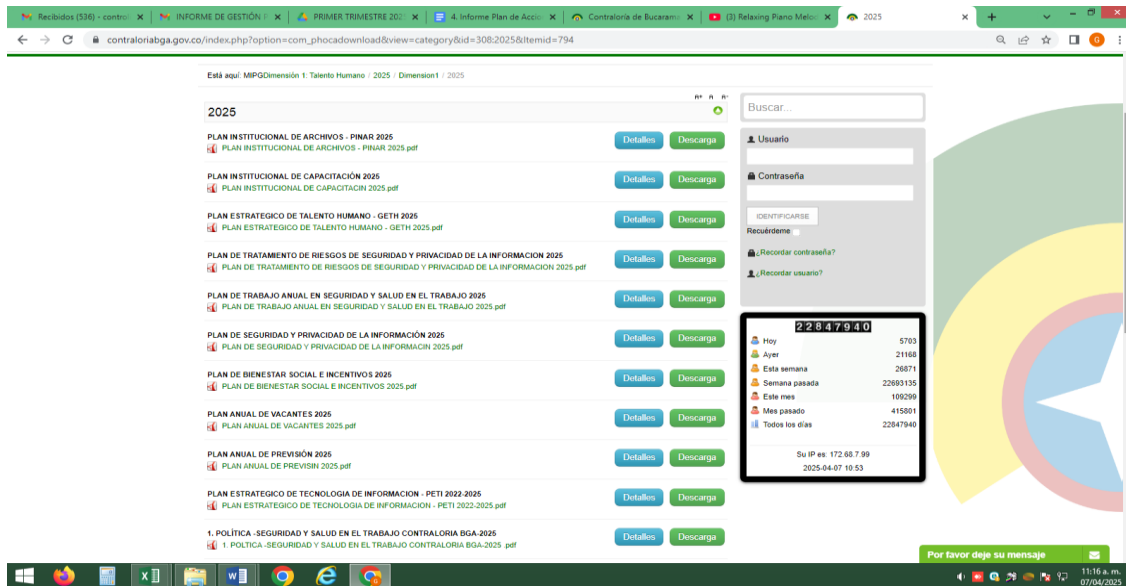 Recibidos (536) - control
INFORME DE GESTIÓN P
PRIMER TRIMESTRE 202
4. Informe Plan de Accio
Contraloria de Bucarama
(3) Relaxing Piano Melod
2025
contraloriabga.gov.co/index.php?option=com_phocadownload&view=category&id=308:2025&Itemid=794
G
Está aquí: MIPGDimensión 1: Talento Humano / 2025 / Dimension1 / 2025
2025
PLAN INSTITUCIONAL DE ARCHIVOS - PINAR 2025
PLAN INSTITUCIONAL DE ARCHIVOS - PINAR 2025.pdf
Detalles Descarga
PLAN INSTITUCIONAL DE CAPACITACIÓN 2025
PLAN INSTITUCIONAL DE CAPACITACIN 2025.pdf
Detalles Descarga
PLAN ESTRATEGICO DE TALENTO HUMANO - GETH 2025
PLAN ESTRATEGICO DE TALENTO HUMANO - GETH 2025.pdf
Detalles Descarga
PLAN DE TRATAMIENTO DE RIESGOS DE SEGURIDAD Y PRIVACIDAD DE LA INFORMACION 2025
PLAN DE TRATAMIENTO DE RIESGOS DE SEGURIDAD Y PRIVACIDAD DE LA INFORMACION 2025.pdf
Detalles Descarga
PLAN DE TRABAJO ANUAL EN SEGURIDAD Y SALUD EN EL TRABAJO 2025
PLAN DE TRABAJO ANUAL EN SEGURIDAD Y SALUD EN EL TRABAJO 2025.pdf
Detalles Descarga
PLAN DE SEGURIDAD Y PRIVACIDAD DE LA INFORMACIÓN 2025
PLAN DE SEGURIDAD Y PRIVACIDAD DE LA INFORMACIN 2025.pdf
Detalles Descarga
PLAN DE BIENESTAR SOCIAL E INCENTIVOS 2025
PLAN DE BIENESTAR SOCIAL E INCENTIVOS 2025.pdf
Detalles Descarga
PLAN ANUAL DE VACANTES 2025
PLAN ANUAL DE VACANTES 2025.pdf
Detalles Descarga
PLAN ANUAL DE PREVISIÓN 2025
PLAN ANUAL DE PREVISIN 2025.pdf
Detalles Descarga
PLAN ESTRATEGICO DE TECNOLOGIA DE INFORMACION - PETI 2022-2025
PLAN ESTRATEGICO DE TECNOLOGIA DE INFORMACION - PETI 2022-2025.pdf
Detalles Descarga
1. POLÍTICA -SEGURIDAD Y SALUD EN EL TRABAJO CONTRALORIA BGA-2025
1. POLTICA -SEGURIDAD Y SALUD EN EL TRABAJO CONTRALORIA BGA-2025 .pdf
Detalles Descarga
Buscar...
Usuario
Contraseña
IDENTIFICARSE
Recuérdeme
¿Recordar contraseña?
¿Recordar usuario?
22847940
Hoy 5703
Ayer 21168
Esta semana 26871
Semana pasada 22693135
Este mes 109299
Mes pasado 415801
Todos los días 22847940
Su IP es: 172.68.7.99
2025-04-07 10:53
Por favor deje su mensaje
11:16 a. m.
07/04/2025